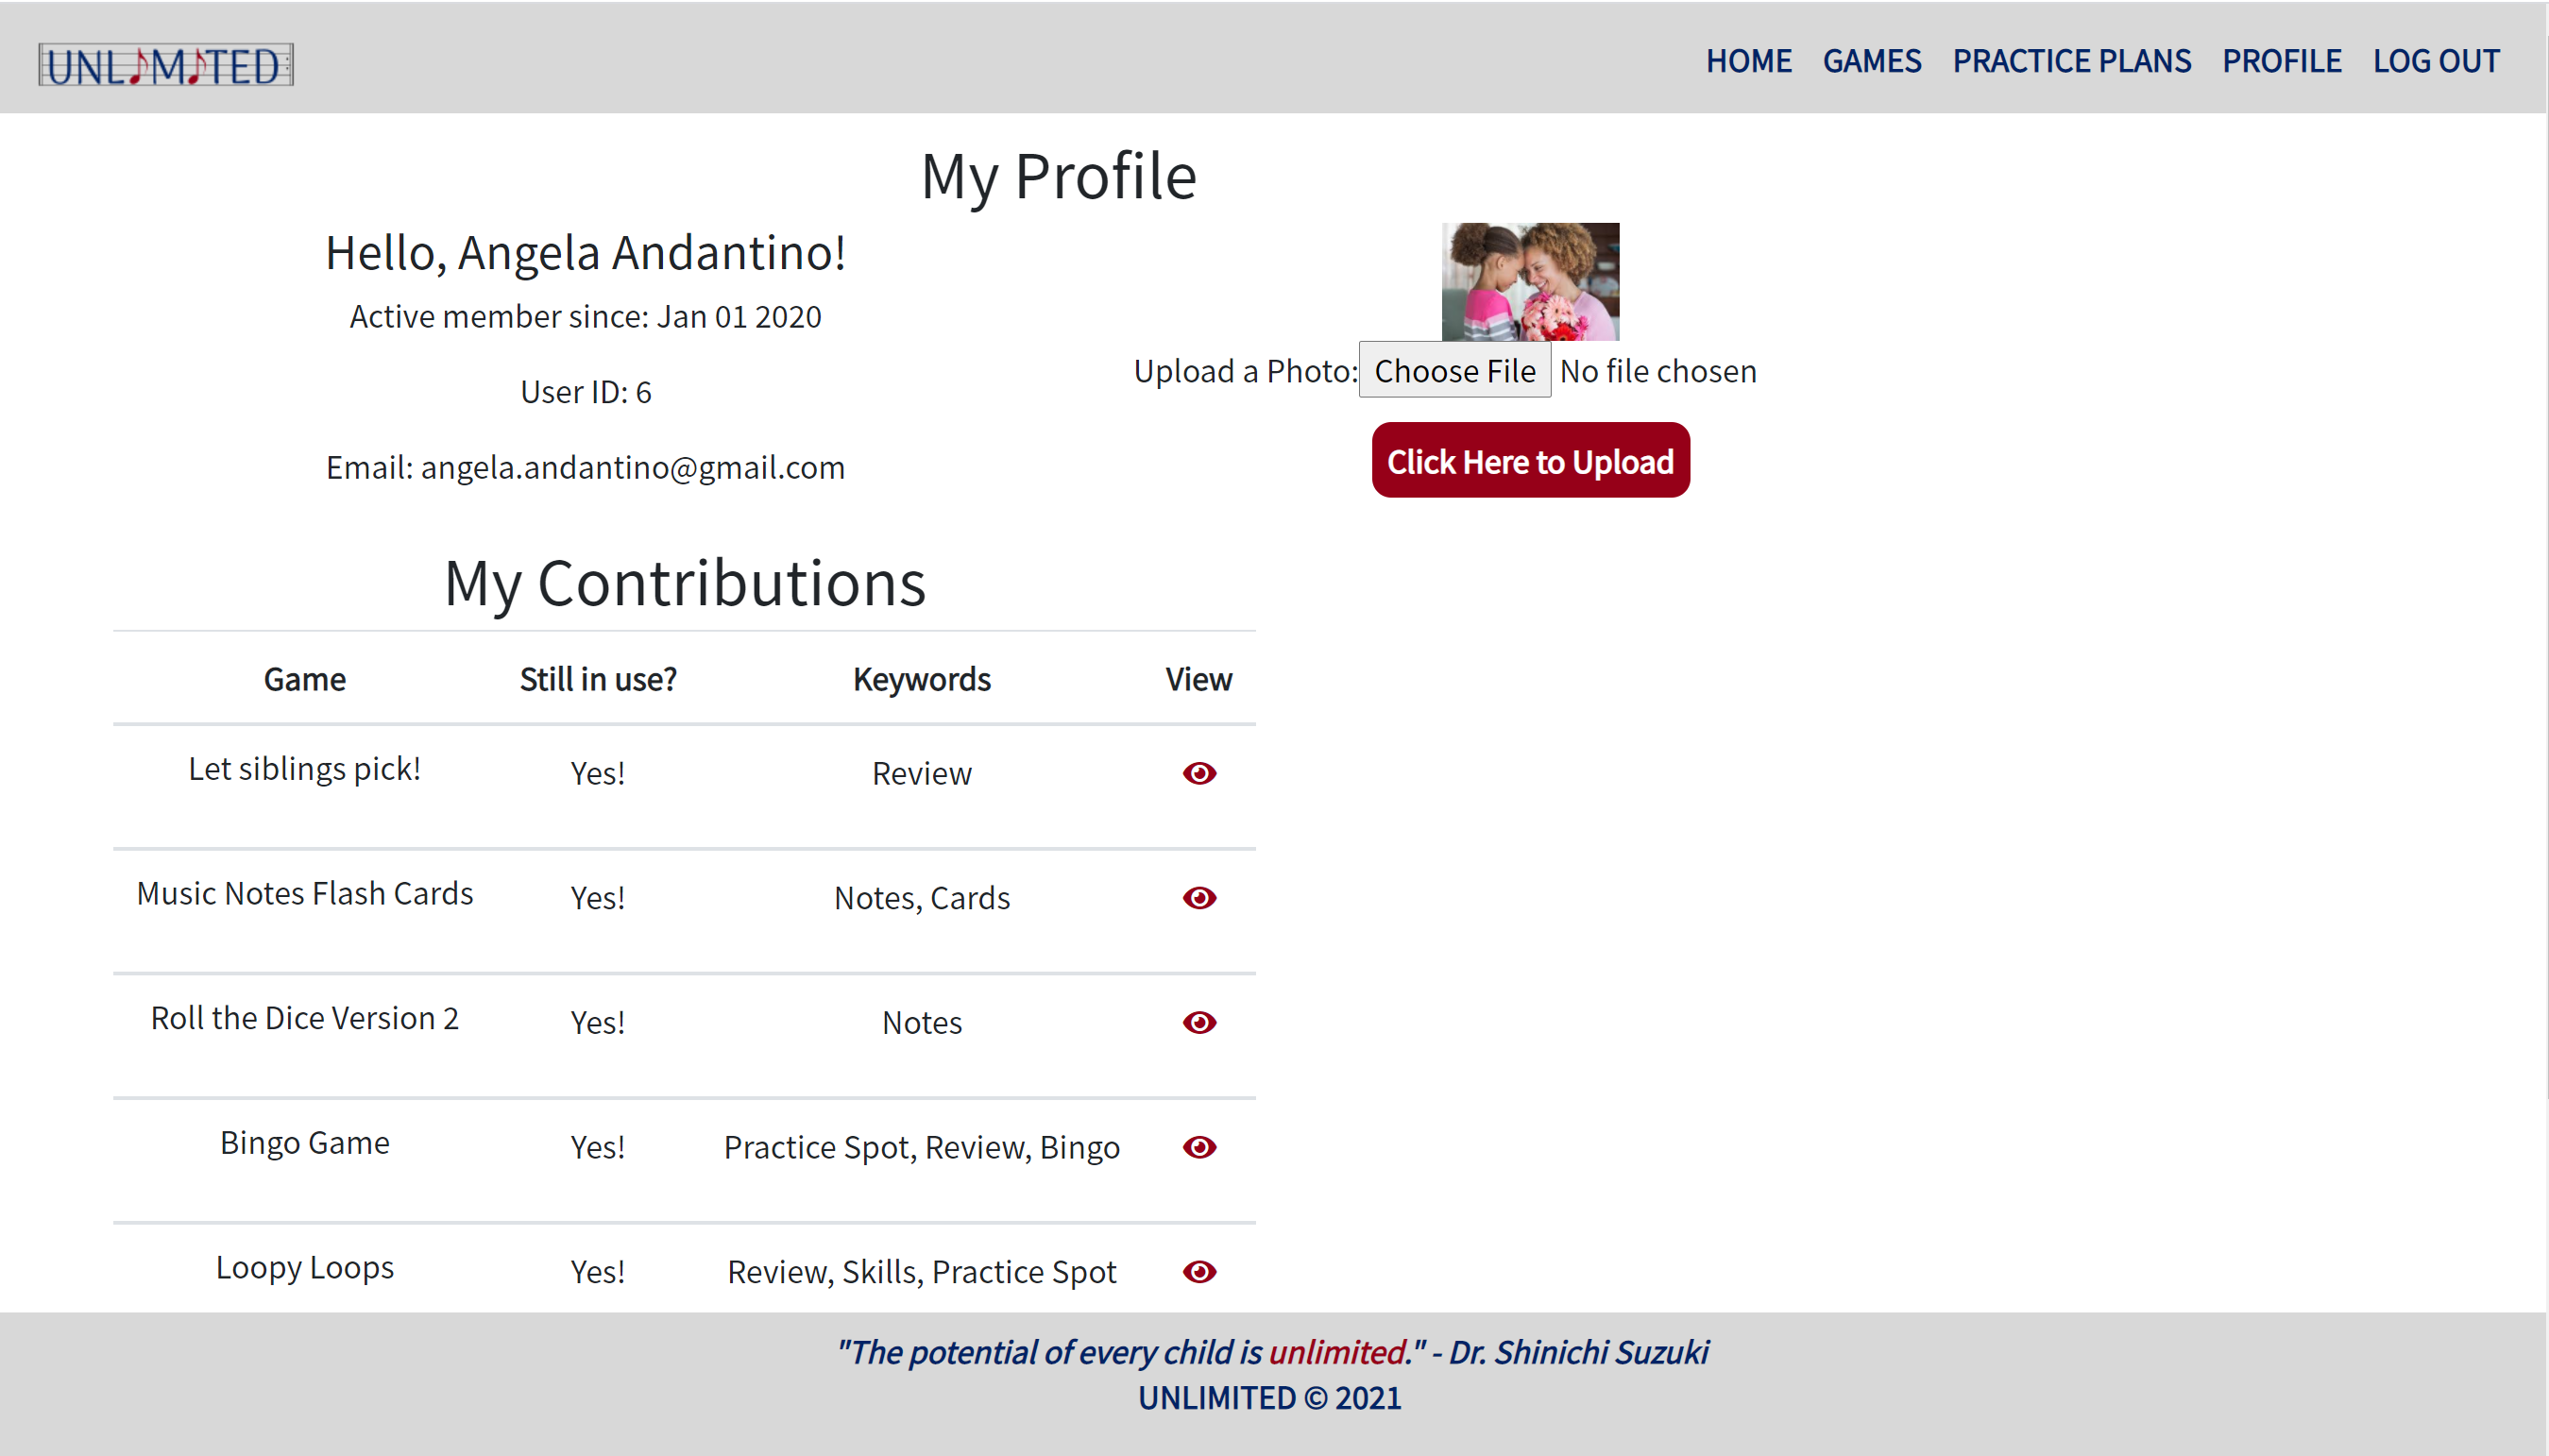 UNLIMITED
HOME GAMES PRACTICE PLANS PROFILE LOG OUT
My Profile
Hello, Angela Andantino!
Active member since: Jan 01 2020
User ID: 6
Email: angela.andantino@gmail.com
Upload a Photo: Choose File No file chosen
Click Here to Upload
My Contributions
Game Still in use? Keywords View
Let siblings pick! Yes! Review
Music Notes Flash Cards Yes! Notes, Cards
Roll the Dice Version 2 Yes! Notes
Bingo Game Yes! Practice Spot, Review, Bingo
Loopy Loops Yes! Review, Skills, Practice Spot
"The potential of every child is unlimited." - Dr. Shinichi Suzuki
UNLIMITED © 2021